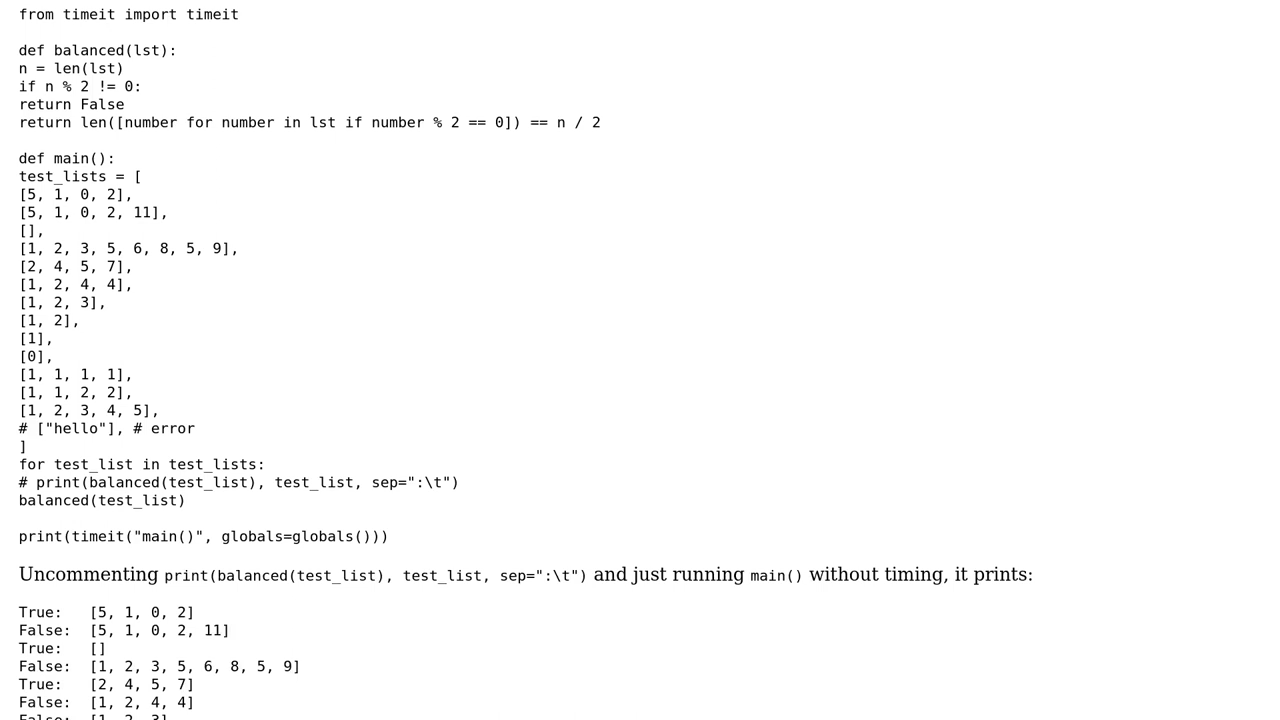 from timeit import timeit
def balanced(lst):
n = len(lst)
if n % 2 != 0:
return False
return len([number for number in lst if number % 2 == 0]) == n / 2
def main():
test_lists = [
[5, 1, 0, 2],
[5, 1, 0, 2, 11],
[],
[1, 2, 3, 5, 6, 8, 5, 9],
[2, 4, 5, 7],
[1, 2, 4, 4],
[1, 2, 3],
[1, 2],
[1],
[0],
[1, 1, 1, 1],
[1, 1, 2, 2],
[1, 2, 3, 4, 5],
# ["hello"], # error
]
for test_list in test_lists:
# print(balanced(test_list), test_list, sep=":\t")
balanced(test_list)
print(timeit("main()", globals=globals()))
Uncommenting print(balanced(test_list), test_list, sep=":\t") and just running main() without timing, it prints:
True:   [5, 1, 0, 2]
False:  [5, 1, 0, 2, 11]
True:   []
False:  [1, 2, 3, 5, 6, 8, 5, 9]
True:   [2, 4, 5, 7]
False:  [1, 2, 4, 4]
False:  [1, 2, 3]